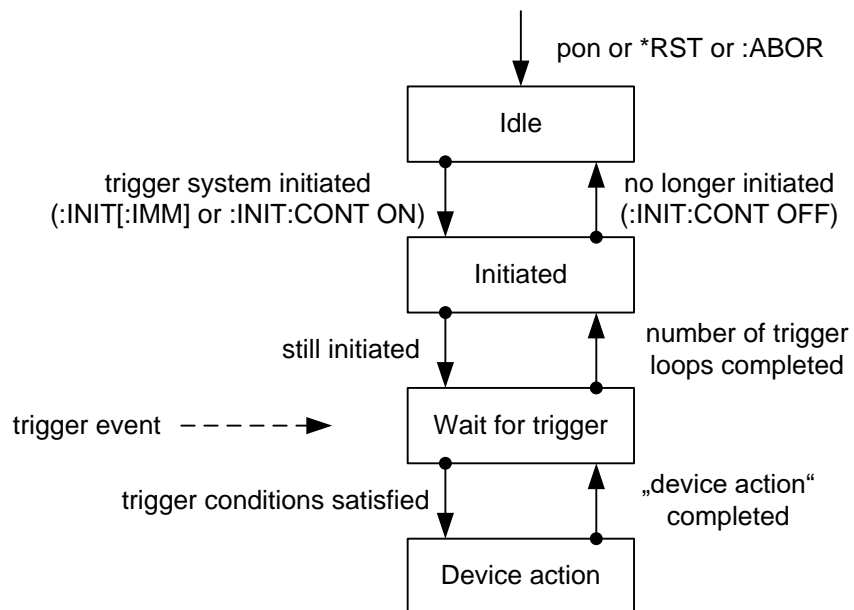 pon or *RST or :ABOR
Idle
trigger system initiated
(:INIT[:IMM] or :INIT:CONT ON)
no longer initiated
(:INIT:CONT OFF)
Initiated
still initiated
number of trigger
loops completed
trigger event
Wait for trigger
trigger conditions satisfied
„device action“
completed
Device action